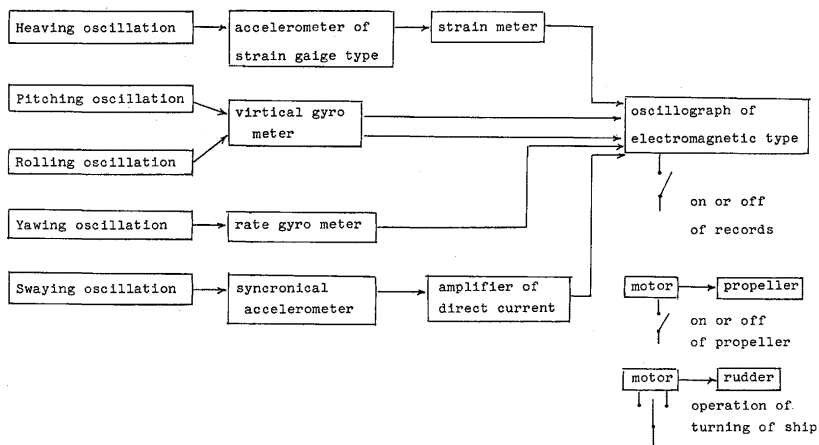 Heaving oscillation
accelerometer of
strain gaige type
strain meter
Pitching oscillation
virtical gyro
meter
Rolling oscillation
oscillograph of
electromagnetic type
on or off
of records
Yawing oscillation
rate gyro meter
Swaying oscillation
syncronical
accelerometer
amplifier of
direct current
motor
propeller
on or off
of propeller
motor
rudder
operation of
turning of ship